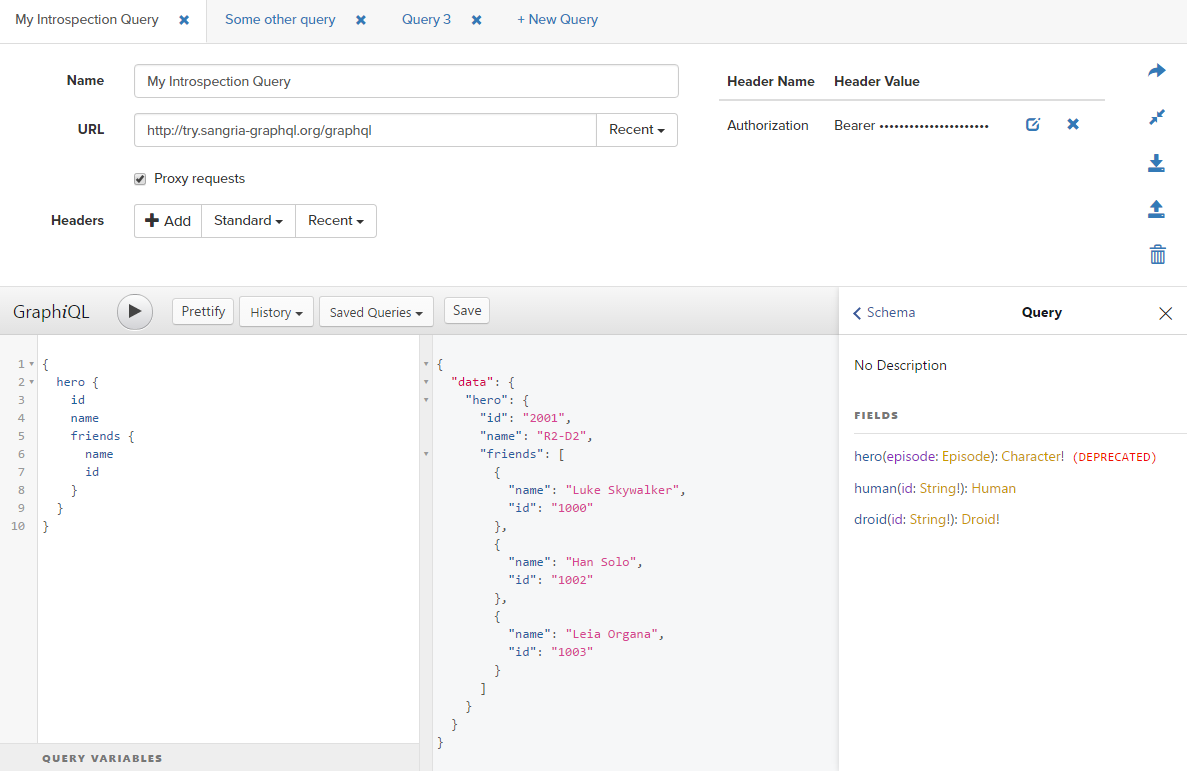 My Introspection Query ✖ Some other query ✖ Query 3 ✖ + New Query
Name My Introspection Query
URL http://try.sangria-graphql.org/graphql Recent
Proxy requests
Headers Add Standard Recent
Header Name Header Value
Authorization Bearer ••••••••••••••••••••••
GraphiQL Prettify History Saved Queries Save
1 {
2 hero {
3 id
4 name
5 friends {
6 name
7 id
8 }
9 }
10 }
QUERY VARIABLES
{
"data": {
"hero": {
"id": "2001",
"name": "R2-D2",
"friends": [
{
"name": "Luke Skywalker",
"id": "1000"
},
{
"name": "Han Solo",
"id": "1002"
},
{
"name": "Leia Organa",
"id": "1003"
}
]
}
}
}
Schema Query
No Description
FIELDS
hero(episode: Episode): Character! (DEPRECATED)
human(id: String!): Human
droid(id: String!): Droid!